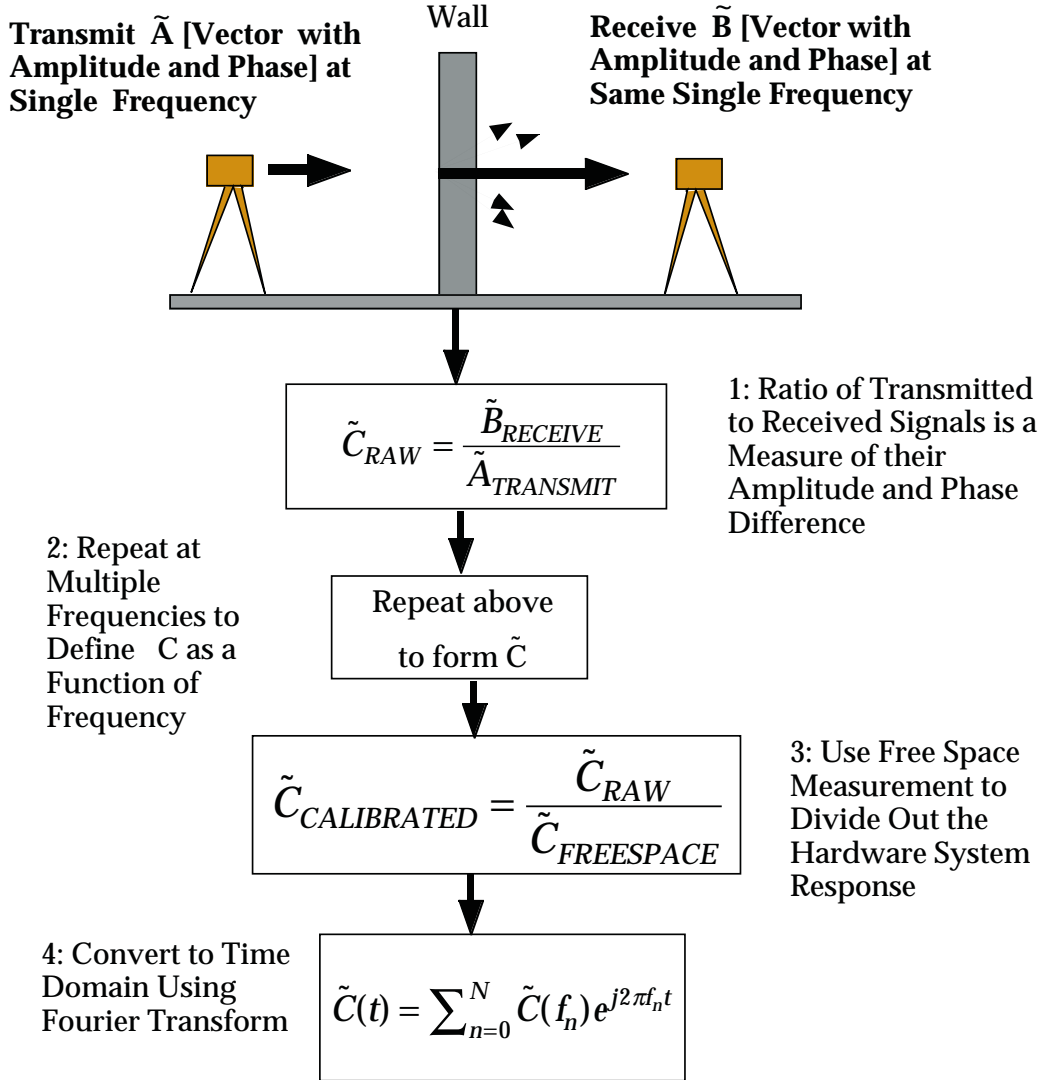 Wall
Transmit Ã [Vector with
Amplitude and Phase] at
Single Frequency
Receive B̃ [Vector with
Amplitude and Phase] at
Same Single Frequency
C̃_RAW = B̃_RECEIVE / Ã_TRANSMIT
1: Ratio of Transmitted
to Received Signals is a
Measure of their
Amplitude and Phase
Difference
2: Repeat at
Multiple
Frequencies to
Define C as a
Function of
Frequency
Repeat above
to form C̃
C̃_CALIBRATED = C̃_RAW / C̃_FREESPACE
3: Use Free Space
Measurement to
Divide Out the
Hardware System
Response
4: Convert to Time
Domain Using
Fourier Transform
C̃(t) = ∑_{n=0}^{N} C̃(f_n) e^{j2πf_n t}